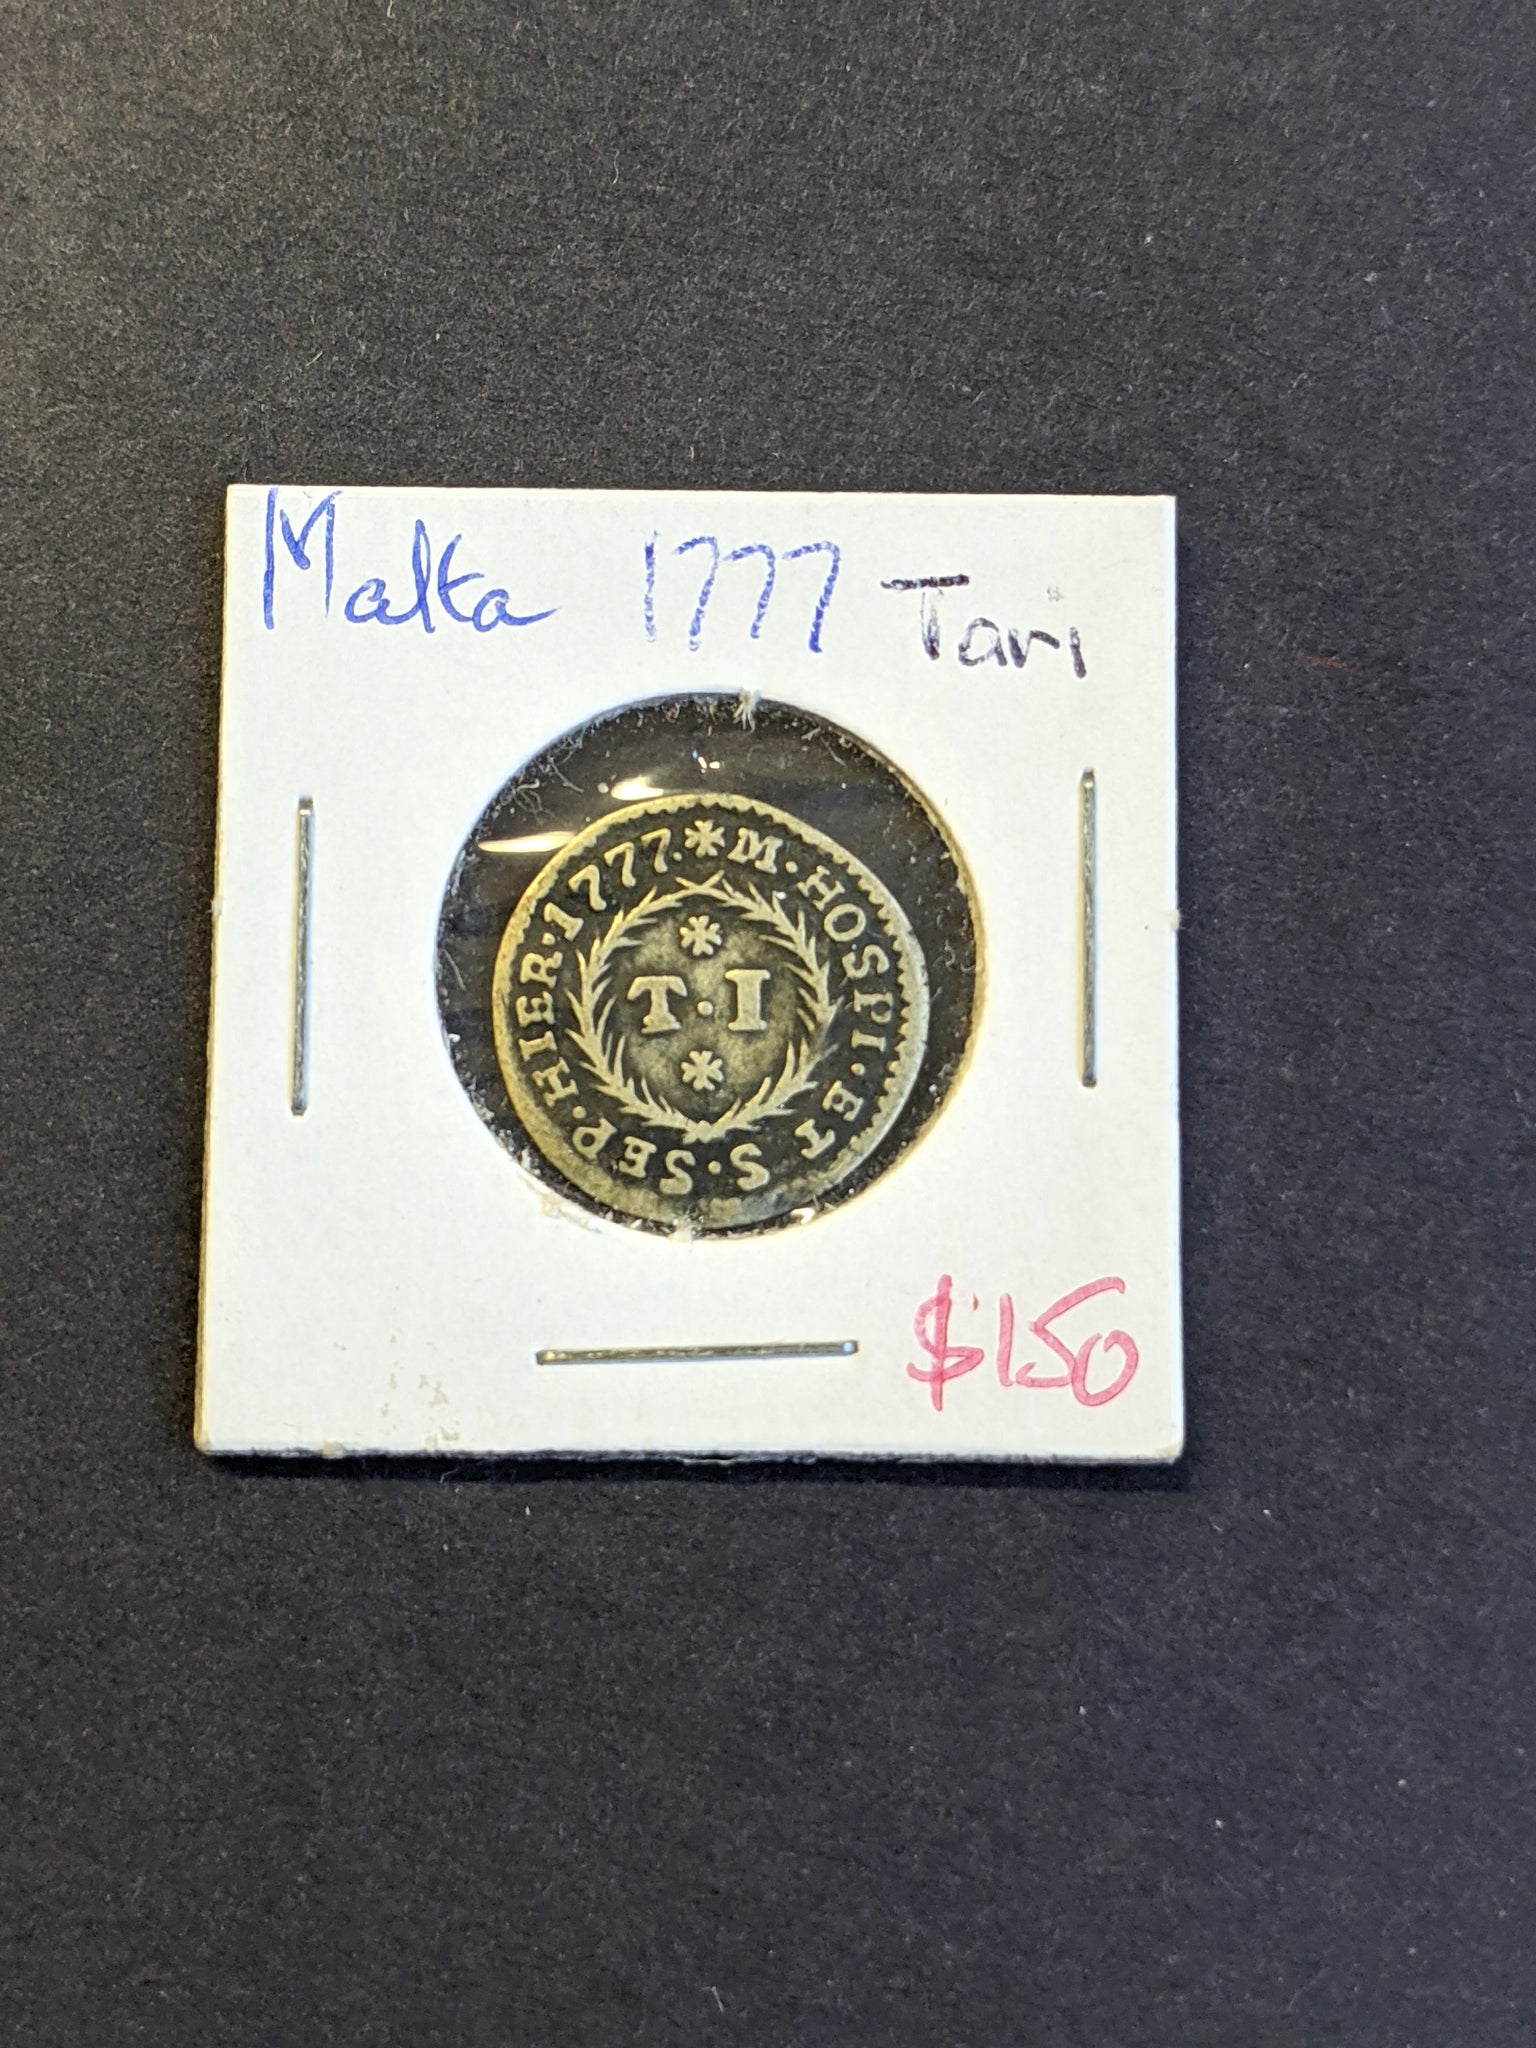 Malta 1777 Tari
* M. HOSPI. ET S. SEP. HIER. 1777.
*
T. I
*
$150